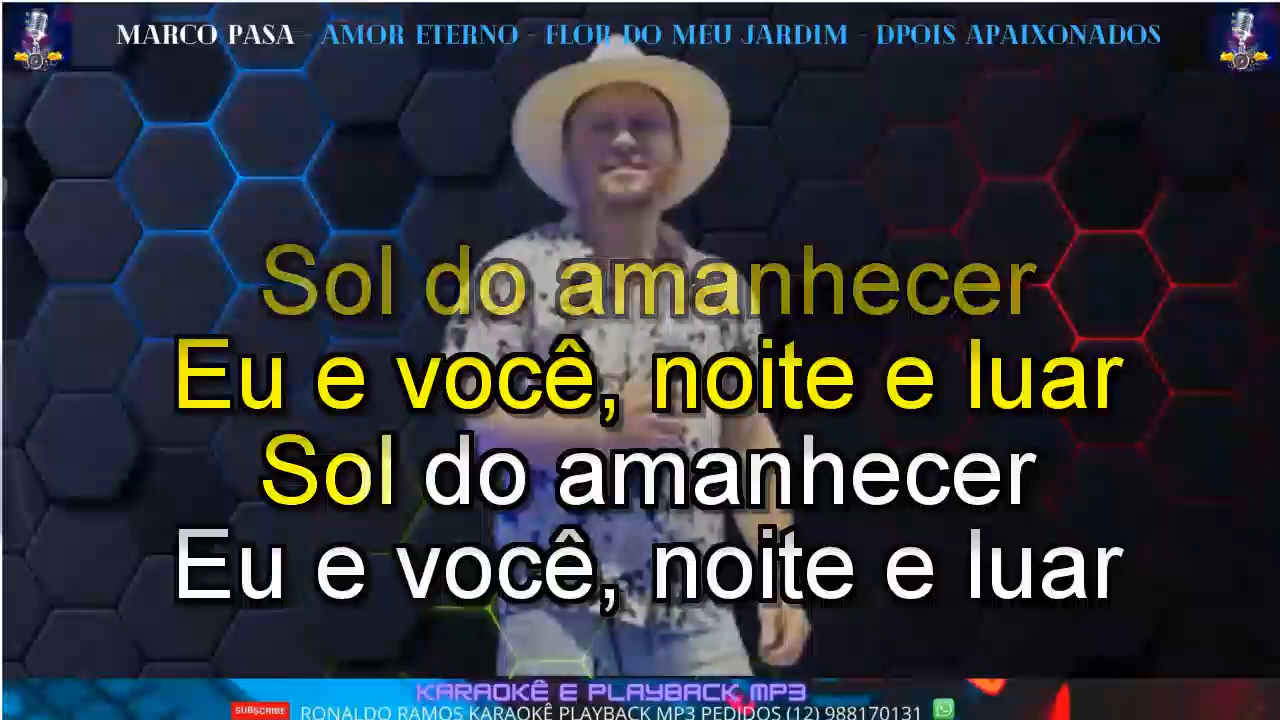 MARCO PASA - AMOR ETERNO - FLOR DO MEU JARDIM - DPOIS APAIXONADOS
Sol do amanhecer
Eu e você, noite e luar
Sol do amanhecer
Eu e você, noite e luar
KARAOKÊ E PLAYBACK MP3
SUBSCRIBE RONALDO RAMOS KARAOKÊ PLAYBACK MP3 PEDIDOS (12) 988170131